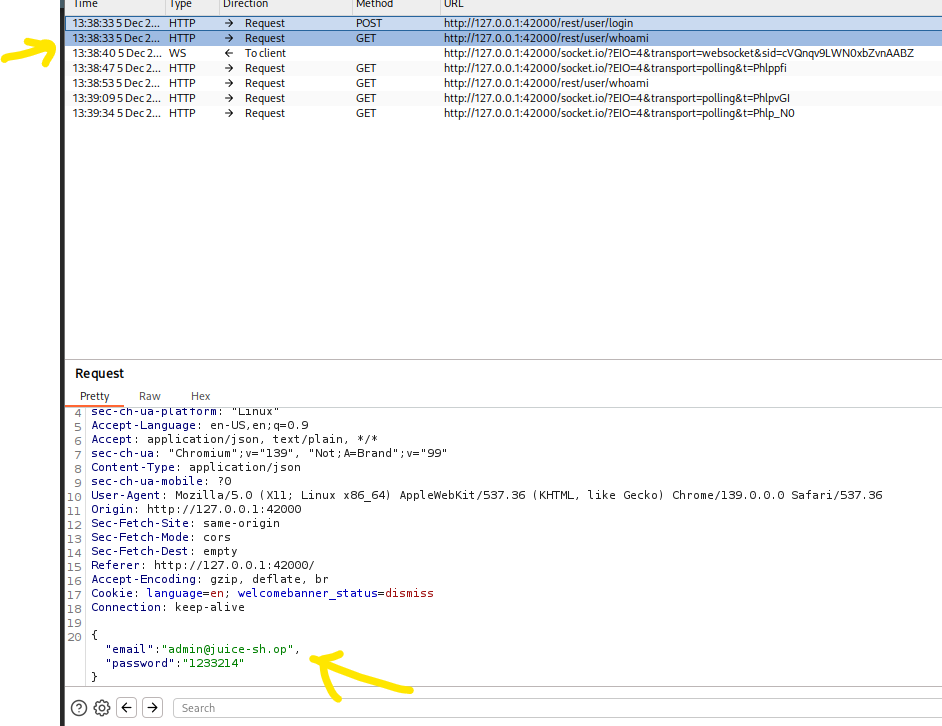 Time Type Direction Method URL
13:38:33 5 Dec 2... HTTP → Request POST http://127.0.0.1:42000/rest/user/login
13:38:33 5 Dec 2... HTTP → Request GET http://127.0.0.1:42000/rest/user/whoami
13:38:40 5 Dec 2... WS ← To client http://127.0.0.1:42000/socket.io/?EIO=4&transport=websocket&sid=cVQnqv9LWN0xbZvnAABZ
13:38:47 5 Dec 2... HTTP → Request GET http://127.0.0.1:42000/socket.io/?EIO=4&transport=polling&t=Phlppfi
13:38:53 5 Dec 2... HTTP → Request GET http://127.0.0.1:42000/rest/user/whoami
13:39:09 5 Dec 2... HTTP → Request GET http://127.0.0.1:42000/socket.io/?EIO=4&transport=polling&t=PhlpvGI
13:39:34 5 Dec 2... HTTP → Request GET http://127.0.0.1:42000/socket.io/?EIO=4&transport=polling&t=Phlp_N0
Request
Pretty Raw Hex
4 sec-ch-ua-platform: "Linux"
5 Accept-Language: en-US,en;q=0.9
6 Accept: application/json, text/plain, */*
7 sec-ch-ua: "Chromium";v="139", "Not;A=Brand";v="99"
8 Content-Type: application/json
9 sec-ch-ua-mobile: ?0
10 User-Agent: Mozilla/5.0 (X11; Linux x86_64) AppleWebKit/537.36 (KHTML, like Gecko) Chrome/139.0.0.0 Safari/537.36
11 Origin: http://127.0.0.1:42000
12 Sec-Fetch-Site: same-origin
13 Sec-Fetch-Mode: cors
14 Sec-Fetch-Dest: empty
15 Referer: http://127.0.0.1:42000/
16 Accept-Encoding: gzip, deflate, br
17 Cookie: language=en; welcomebanner_status=dismiss
18 Connection: keep-alive
19
20 {
"email":"admin@juice-sh.op",
"password":"1233214"
}
Search